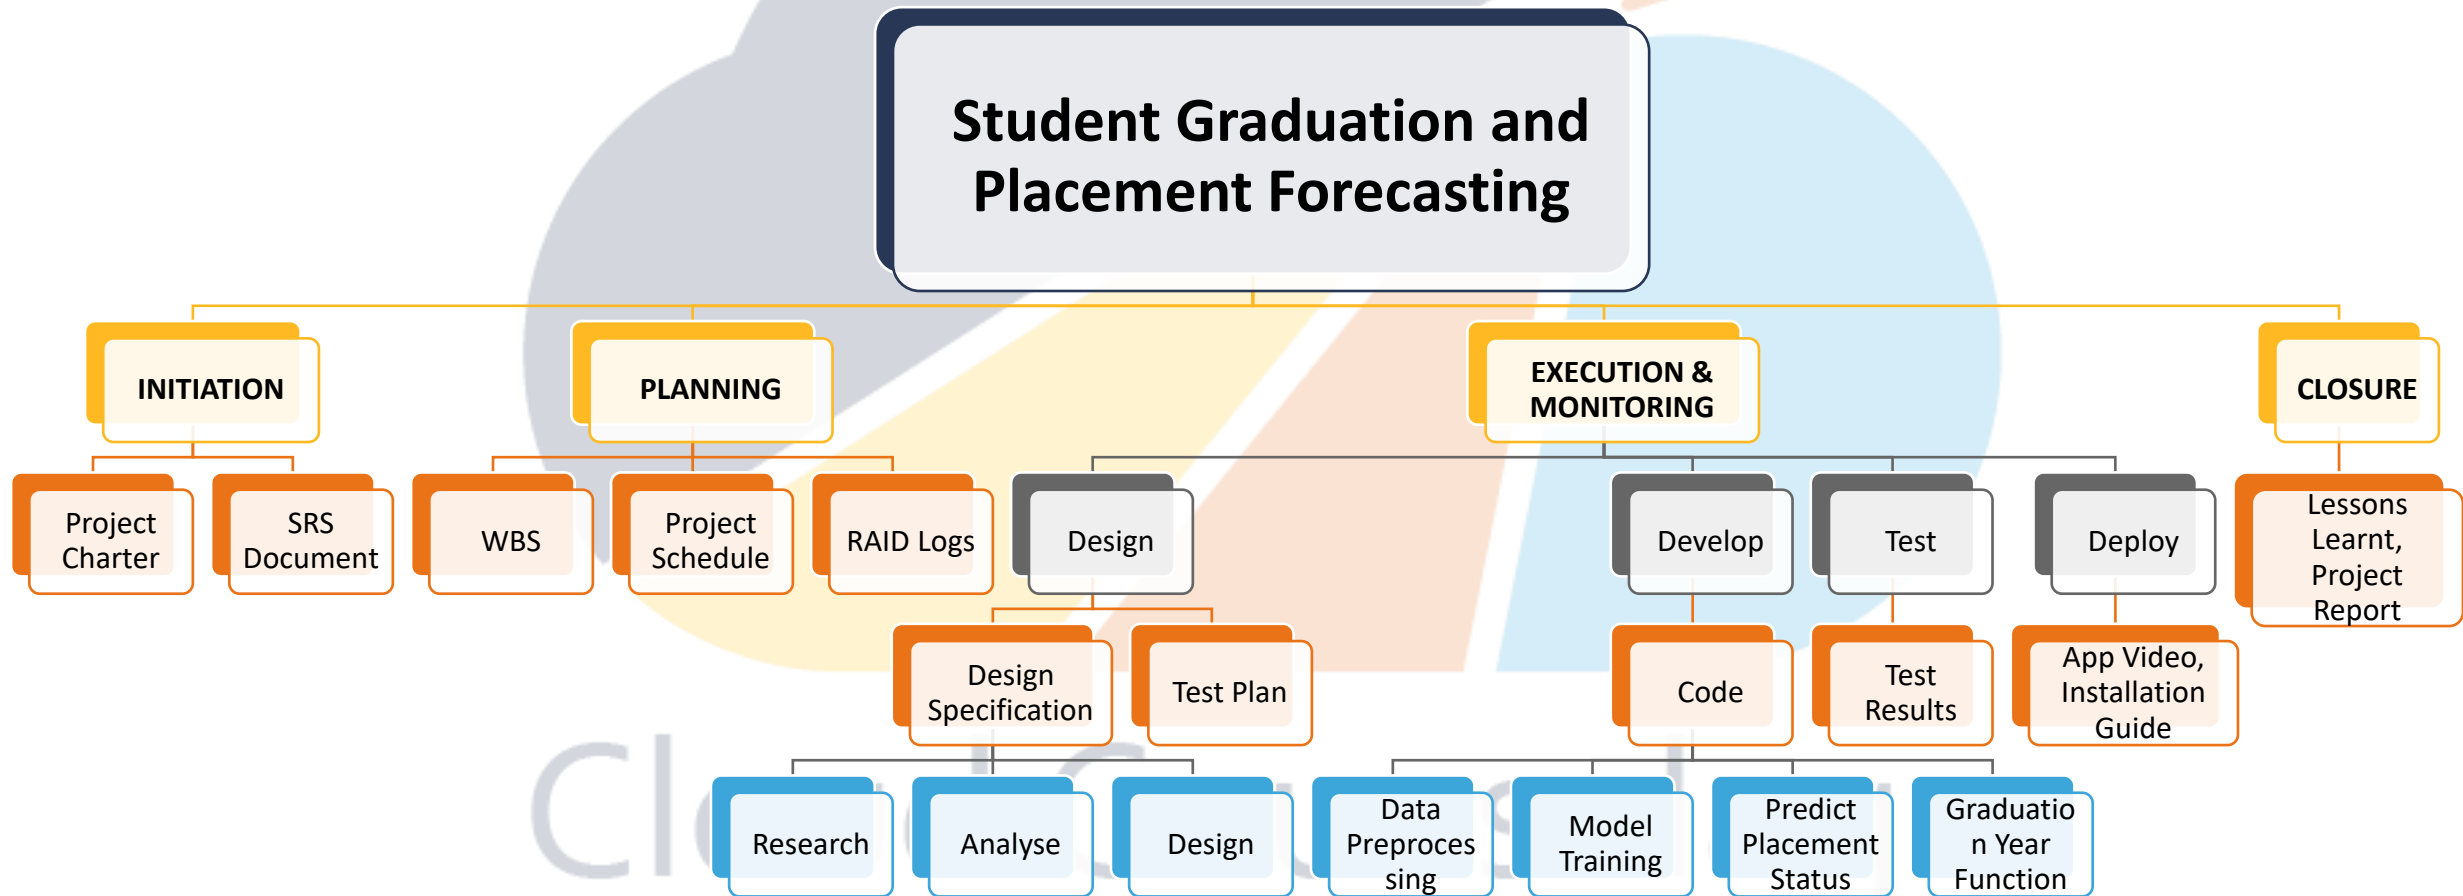 Student Graduation and
Placement Forecasting
INITIATION
PLANNING
EXECUTION &
MONITORING
CLOSURE
Project
Charter
SRS
Document
WBS
Project
Schedule
RAID Logs
Design
Develop
Test
Deploy
Lessons
Learnt,
Project
Report
Design
Specification
Test Plan
Code
Test
Results
App Video,
Installation
Guide
Research
Analyse
Design
Data
Preproces
sing
Model
Training
Predict
Placement
Status
Graduatio
n Year
Function